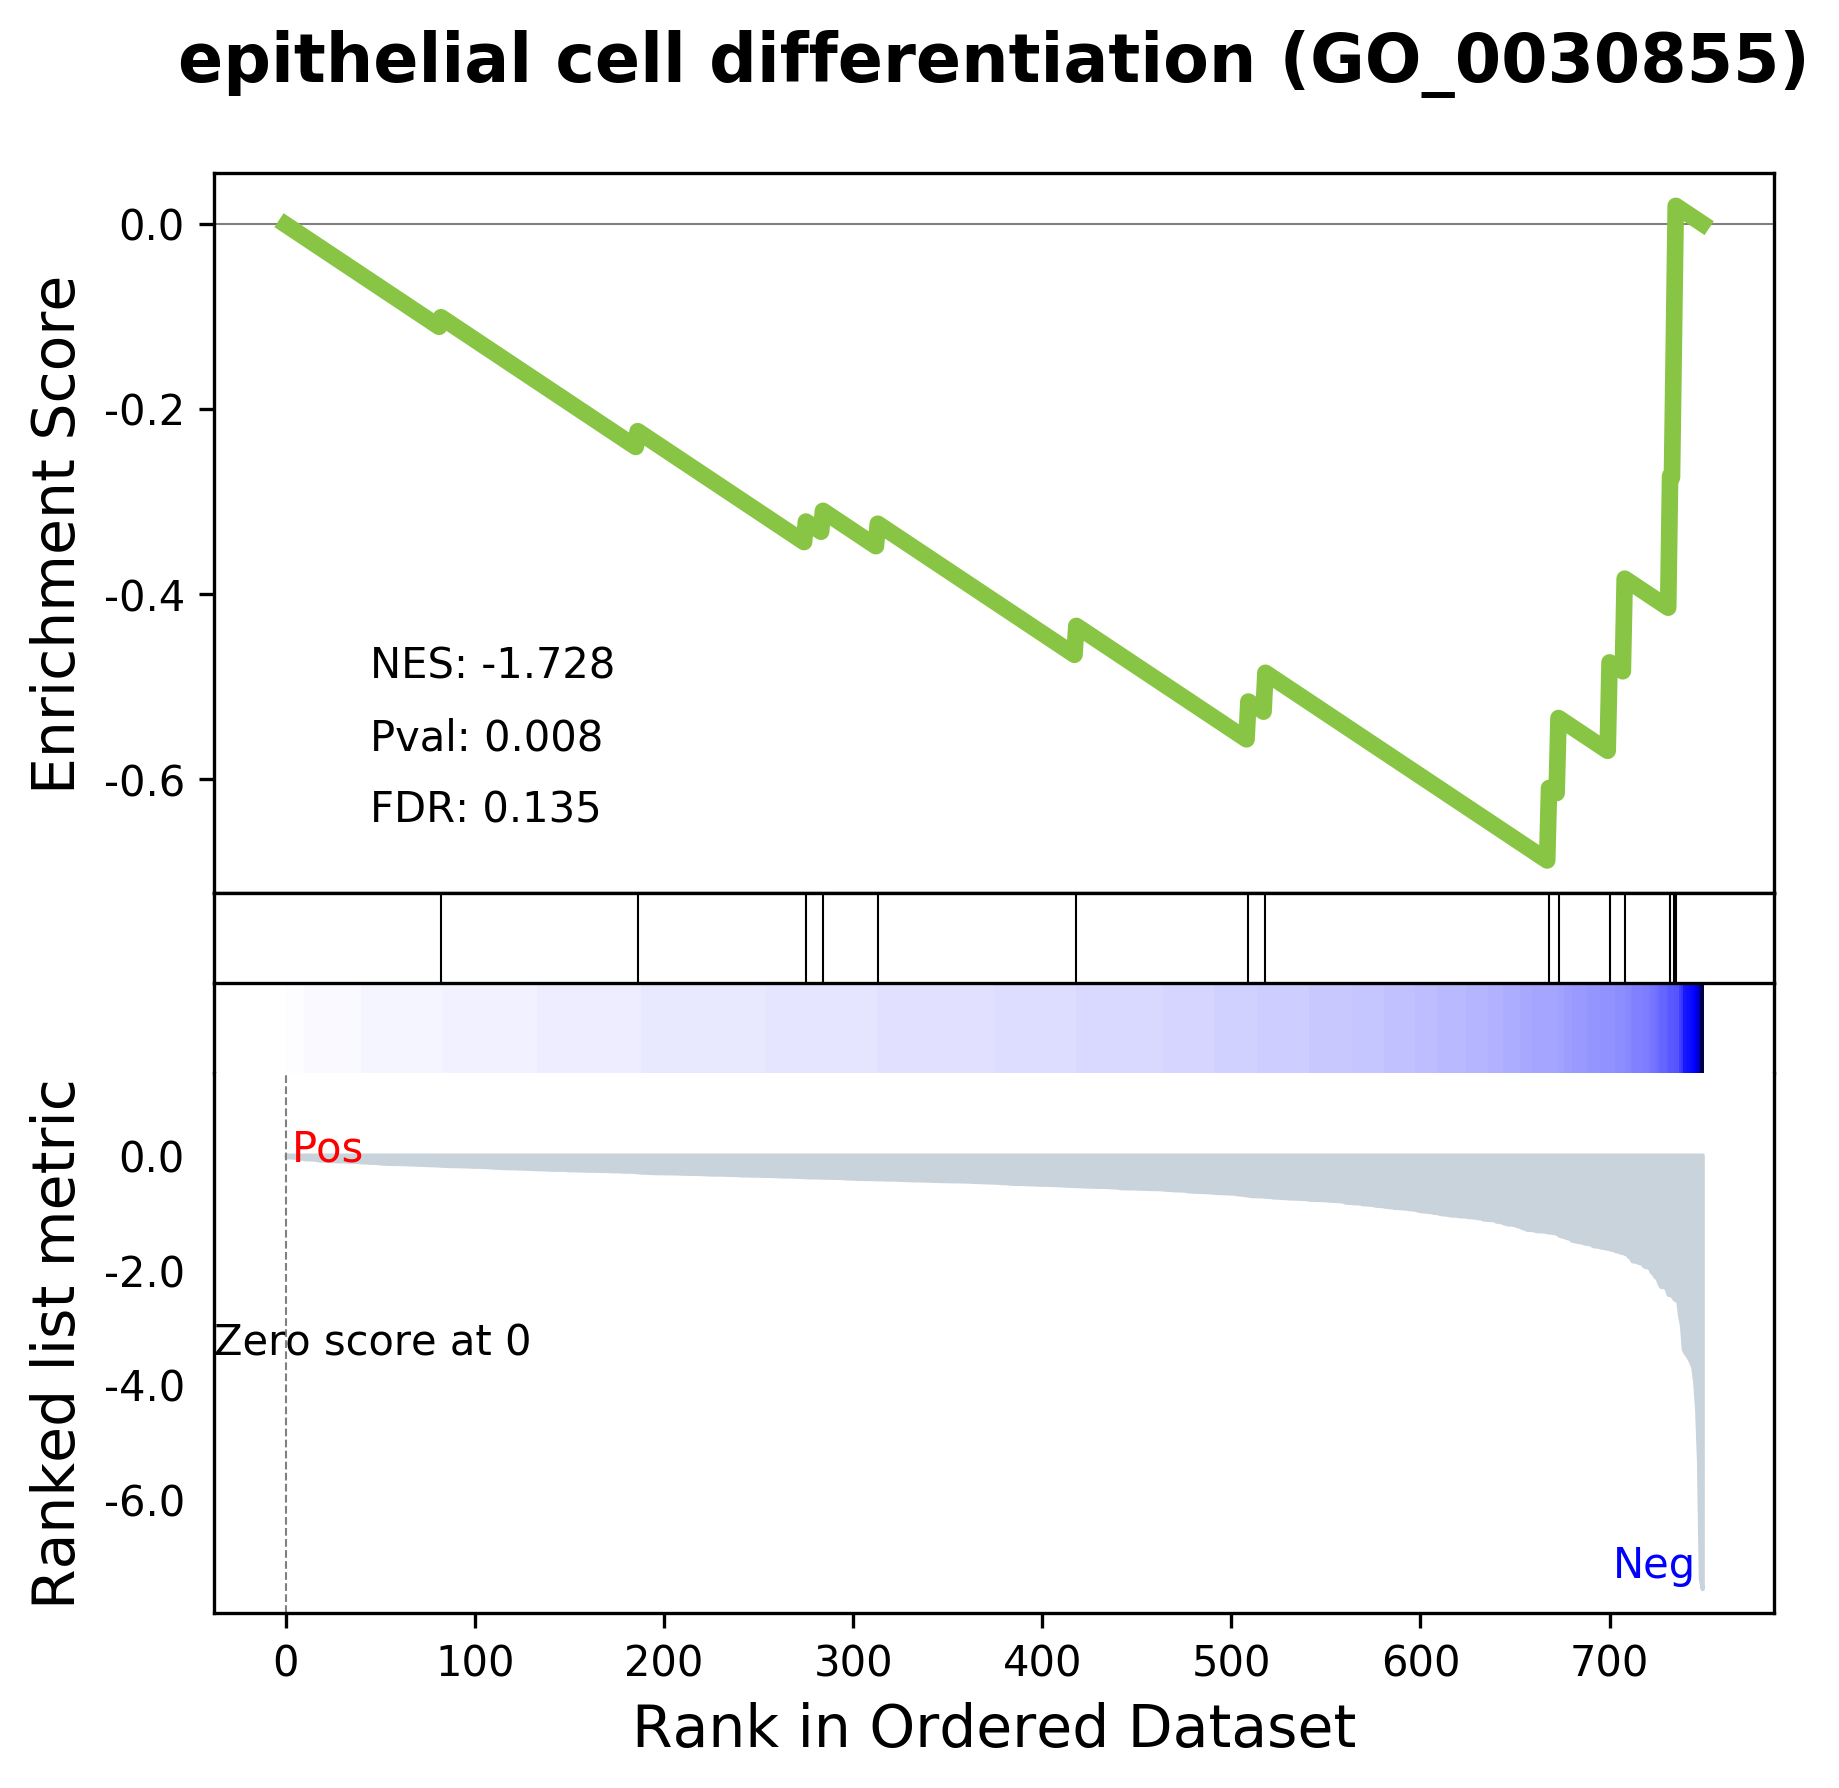 epithelial cell differentiation (GO_0030855)
Enrichment Score
0.0
-0.2
-0.4
-0.6
NES: -1.728
Pval: 0.008
FDR: 0.135
Ranked list metric
0.0
-2.0
-4.0
-6.0
Pos
Zero score at 0
Neg
0 100 200 300 400 500 600 700
Rank in Ordered Dataset